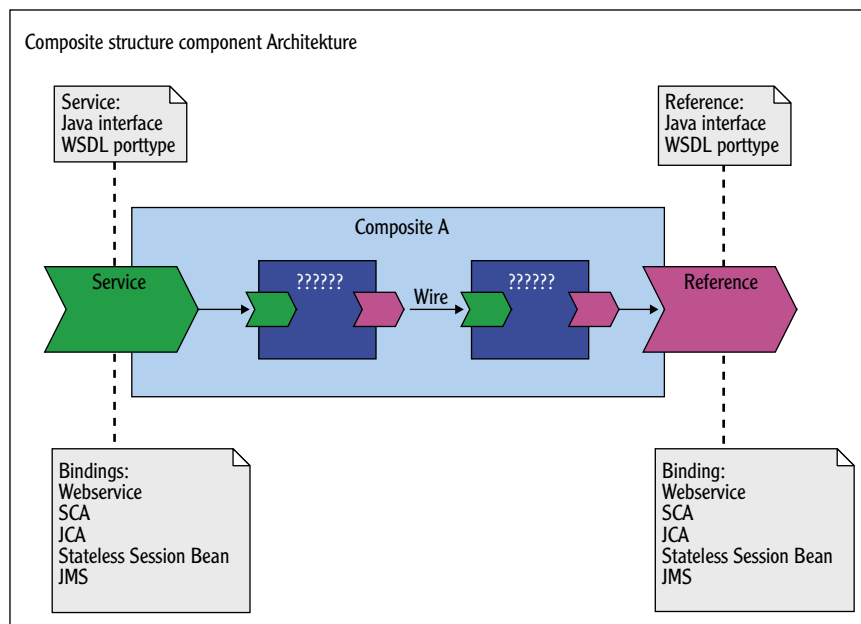 Composite structure component Architekture
Service:
Java interface
WSDL porttype
Reference:
Java interface
WSDL porttype
Composite A
Service
??????
Wire
??????
Reference
Bindings:
Webservice
SCA
JCA
Stateless Session Bean
JMS
Binding:
Webservice
SCA
JCA
Stateless Session Bean
JMS